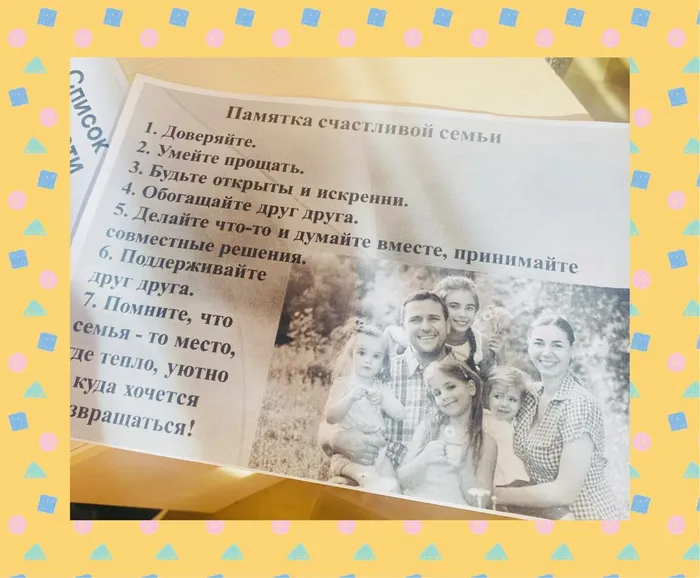 Список
сти
Памятка счастливой семьи
1. Доверяйте.
2. Умейте прощать.
3. Будьте открыты и искренни.
4. Обогащайте друг друга.
5. Делайте что-то и думайте вместе, принимайте
совместные решения.
6. Поддерживайте
друг друга.
7. Помните, что
семья - то место,
де тепло, уютно
куда хочется
звращаться!